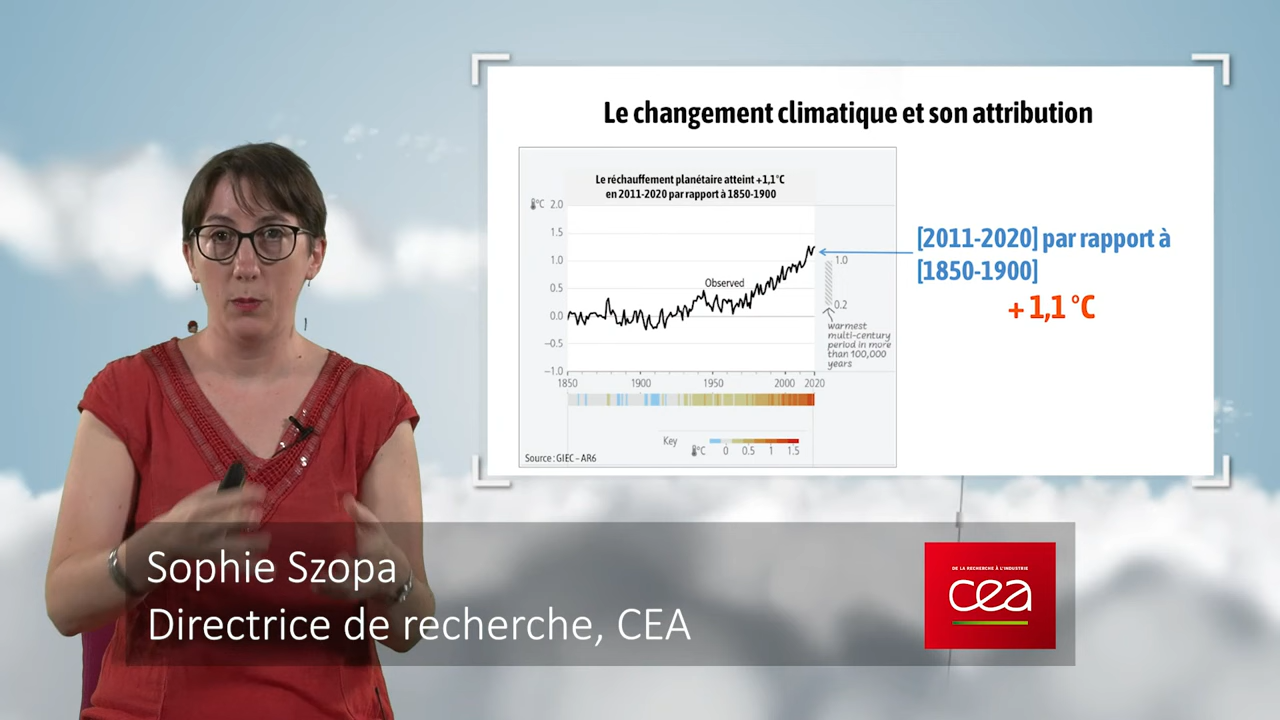 Le changement climatique et son attribution
Le réchauffement planétaire atteint +1,1°C
en 2011-2020 par rapport à 1850-1900
°C 2.0
1.5
1.0
0.5
0.0
−0.5
−1.0
Observed
1850 1900 1950 2000 2020
1.0
0.2
warmest
multi-century
period in more
than 100,000
years
Key
°C 0 0.5 1 1.5
Source : GIEC – AR6
[2011-2020] par rapport à
[1850-1900]
+ 1,1 °C
Sophie Szopa
Directrice de recherche, CEA
DE LA RECHERCHE À L'INDUSTRIE
cea